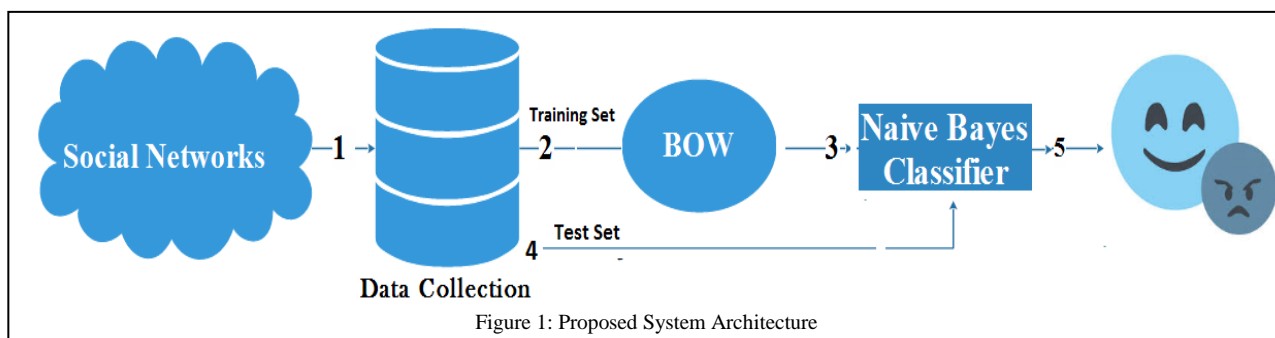 Social Networks
1
Data Collection
Training Set
2
BOW
3
Naive Bayes
Classifier
Test Set
4
5
Figure 1: Proposed System Architecture